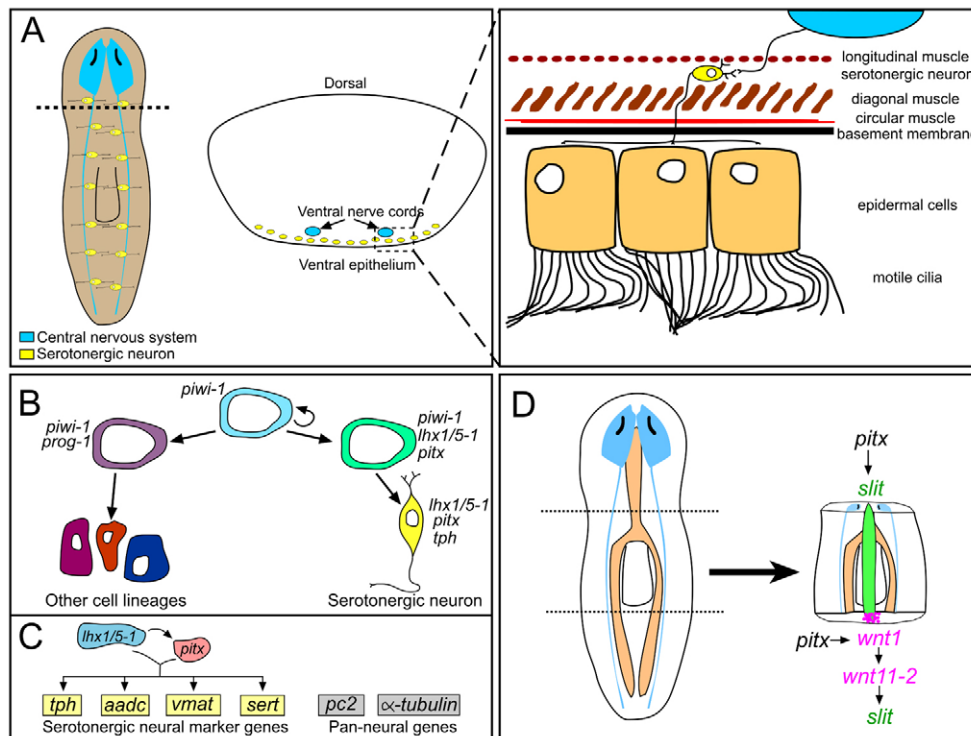 A
Dorsal
Ventral nerve cords
Ventral epithelium
Central nervous system
Serotonergic neuron
longitudinal muscle
serotonergic neuron
diagonal muscle
circular muscle
basement membrane
epidermal cells
motile cilia
B
piwi-1
piwi-1
prog-1
piwi-1
lhx1/5-1
pitx
lhx1/5-1
pitx
tph
Other cell lineages
Serotonergic neuron
C
lhx1/5-1
pitx
tph
aadc
vmat
sert
pc2
α-tubulin
Serotonergic neural marker genes
Pan-neural genes
D
pitx
slit
pitx
wnt1
wnt11-2
slit